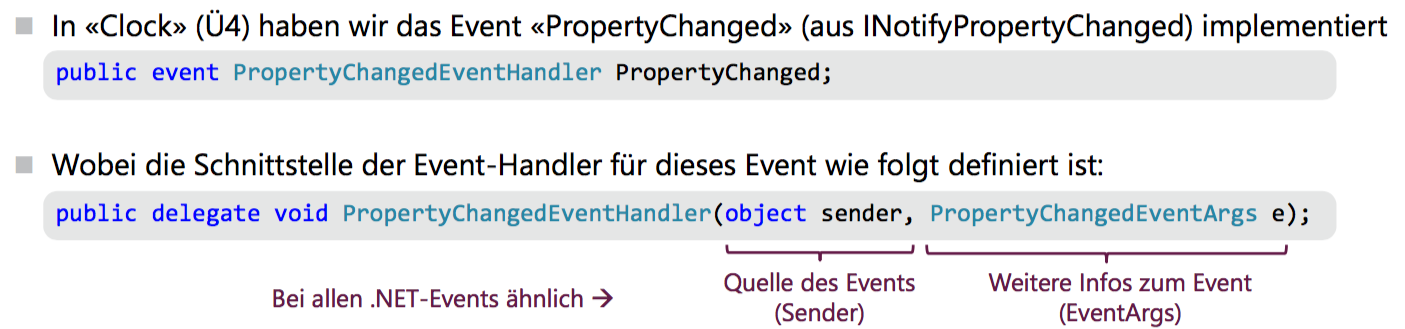 In «Clock» (Ü4) haben wir das Event «PropertyChanged» (aus INotifyPropertyChanged) implementiert
public event PropertyChangedEventHandler PropertyChanged;
Wobei die Schnittstelle der Event-Handler für dieses Event wie folgt definiert ist:
public delegate void PropertyChangedEventHandler(object sender, PropertyChangedEventArgs e);
Bei allen .NET-Events ähnlich →
Quelle des Events
(Sender)
Weitere Infos zum Event
(EventArgs)